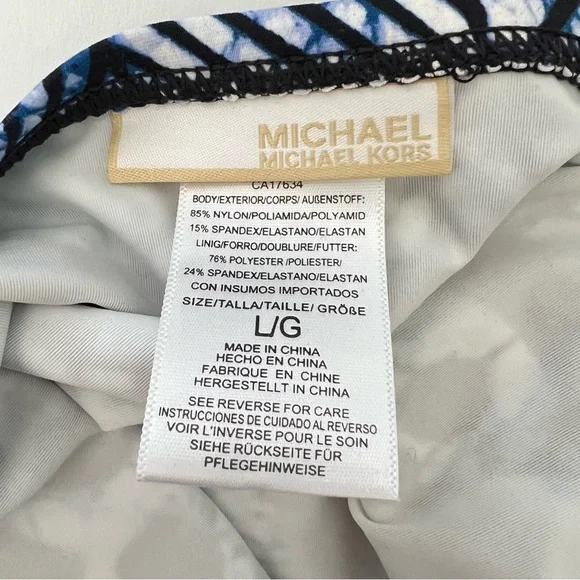 MICHAEL
MICHAEL KORS
CA17634
BODY/EXTERIOR/CORPS/ AUßENSTOFF:
85% NYLON/POLIAMIDA/POLYAMID
15% SPANDEX/ELASTANO/ELASTAN
LINIG/FORRO/DOUBLURE/FUTTER:
76% POLYESTER /POLIESTER/
24% SPANDEX/ELASTANO/ELASTAN
CON INSUMOS IMPORTADOS
SIZE/TALLA/TAILLE/ GRÖßE
L/G
MADE IN CHINA
HECHO EN CHINA
FABRIQUE EN CHINE
HERGESTELLT IN CHINA
SEE REVERSE FOR CARE
INSTRUCCIONES DE CUIDADO AL REVERSO
VOIR L'INVERSE POUR LE SOIN
SIEHE RÜCKSEITE FÜR
PFLEGEHINWEISE